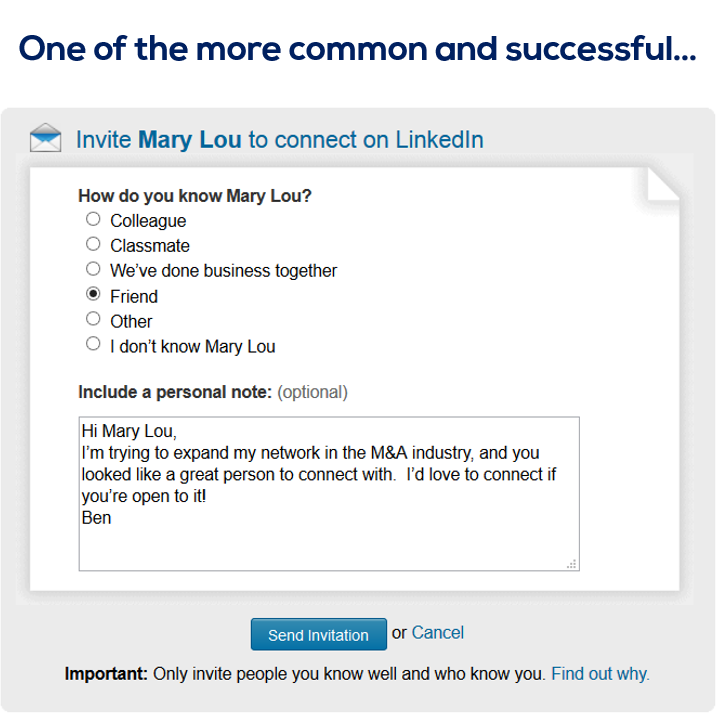 One of the more common and successful...
Invite Mary Lou to connect on LinkedIn
How do you know Mary Lou?
Colleague
Classmate
We've done business together
Friend
Other
I don't know Mary Lou
Include a personal note: (optional)
Hi Mary Lou,
I'm trying to expand my network in the M&A industry, and you
looked like a great person to connect with.  I'd love to connect if
you're open to it!
Ben
Send Invitation or Cancel
Important: Only invite people you know well and who know you. Find out why.